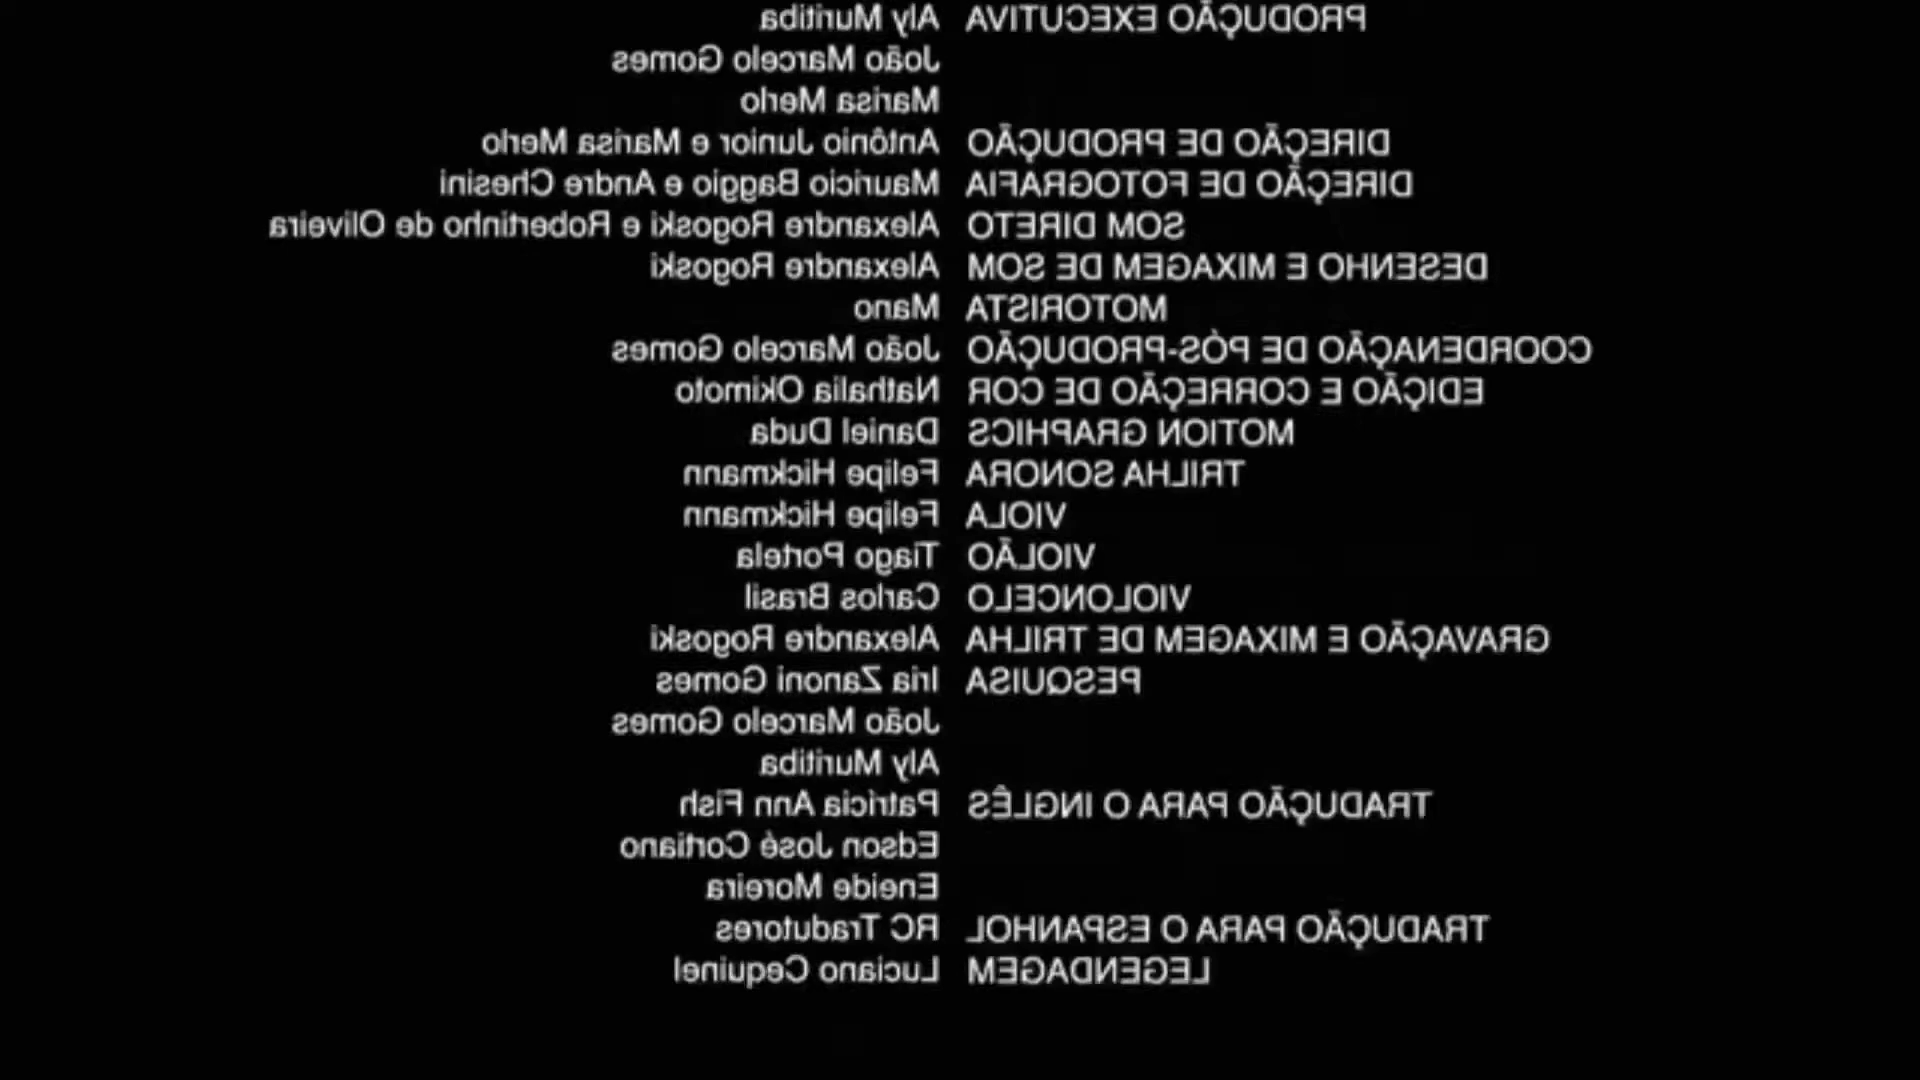 PRODUÇÃO EXECUTIVA Aly Muritiba
João Marcelo Gomes
Marisa Merlo
DIREÇÃO DE PRODUÇÃO Antônio Junior e Marisa Merlo
DIREÇÃO DE FOTOGRAFIA Mauricio Baggio e Andre Chesini
SOM DIRETO Alexandre Rogoski e Robertinho de Oliveira
DESENHO E MIXAGEM DE SOM Alexandre Rogoski
MOTORISTA Mano
COORDENAÇÃO DE PÓS-PRODUÇÃO João Marcelo Gomes
EDIÇÃO E CORREÇÃO DE COR Nathalia Okimoto
MOTION GRAPHICS Daniel Duda
TRILHA SONORA Felipe Hickmann
VIOLA Felipe Hickmann
VIOLÃO Tiago Portela
VIOLONCELO Carlos Brasil
GRAVAÇÃO E MIXAGEM DE TRILHA Alexandre Rogoski
PESQUISA Iria Zanoni Gomes
João Marcelo Gomes
Aly Muritiba
TRADUÇÃO PARA O INGLÊS Patrícia Ann Fish
Edson José Cortiano
Eneide Moreira
TRADUÇÃO PARA O ESPANHOL RC Tradutores
LEGENDAGEM Luciano Cequinel